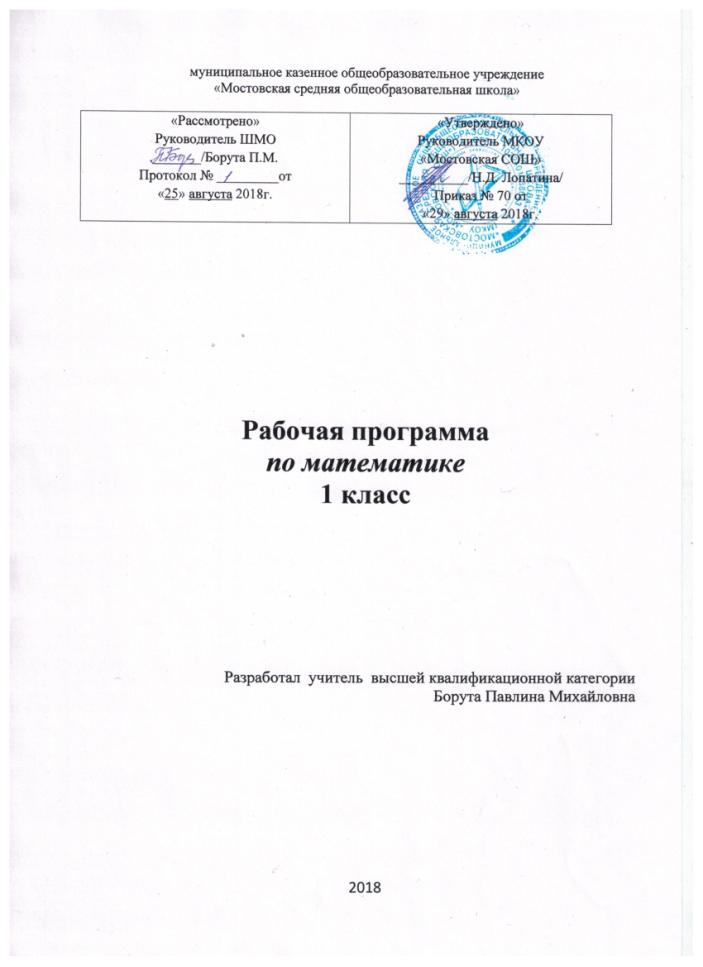 муниципальное казенное общеобразовательное учреждение
«Мостовская средняя общеобразовательная школа»
«Рассмотрено»
Руководитель ШМО
/Борута П.М.
Протокол № 1 от
«25» августа 2018г.
«Утверждено»
Руководитель МКОУ
«Мостовская СОШ»
/Н.Д. Лопатина/
Приказ № 70 от
«29» августа 2018г.
Рабочая программа
по математике
1 класс
Разработал учитель высшей квалификационной категории
Борута Павлина Михайловна
2018